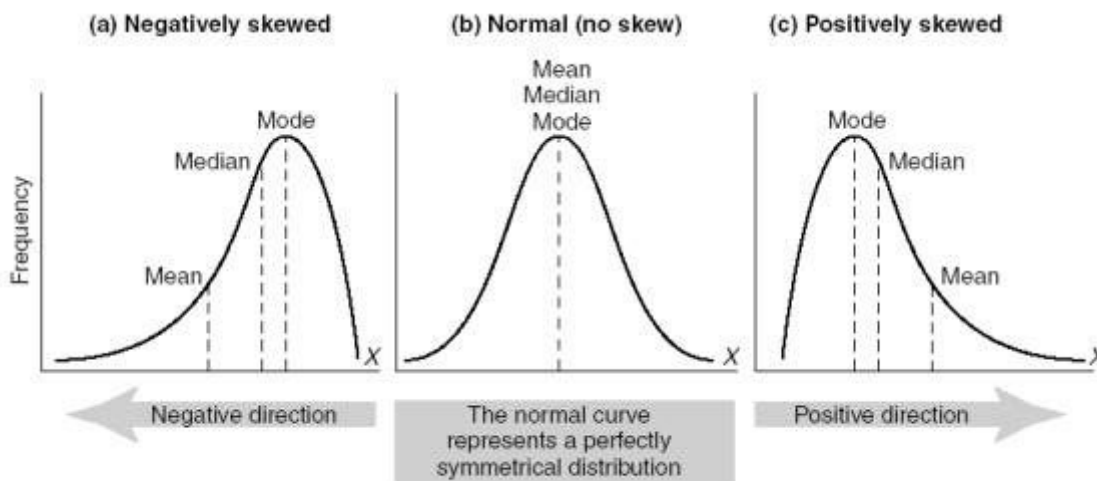 (a) Negatively skewed
(b) Normal (no skew)
(c) Positively skewed
Mean
Median
Mode
Mode
Median
Mean
Frequency
X
Mode
Median
Mean
X
Negative direction
The normal curve
represents a perfectly
symmetrical distribution
Positive direction